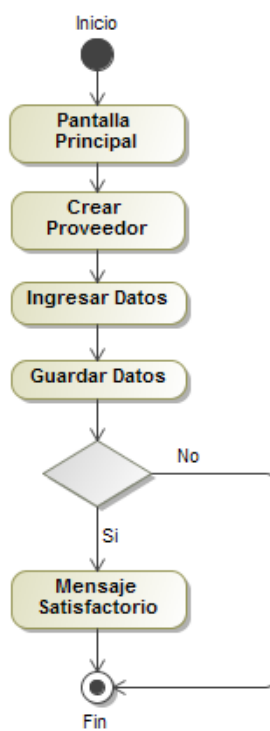 Inicio
Pantalla
Principal
Crear
Proveedor
Ingresar Datos
Guardar Datos
No
Si
Mensaje
Satisfactorio
Fin